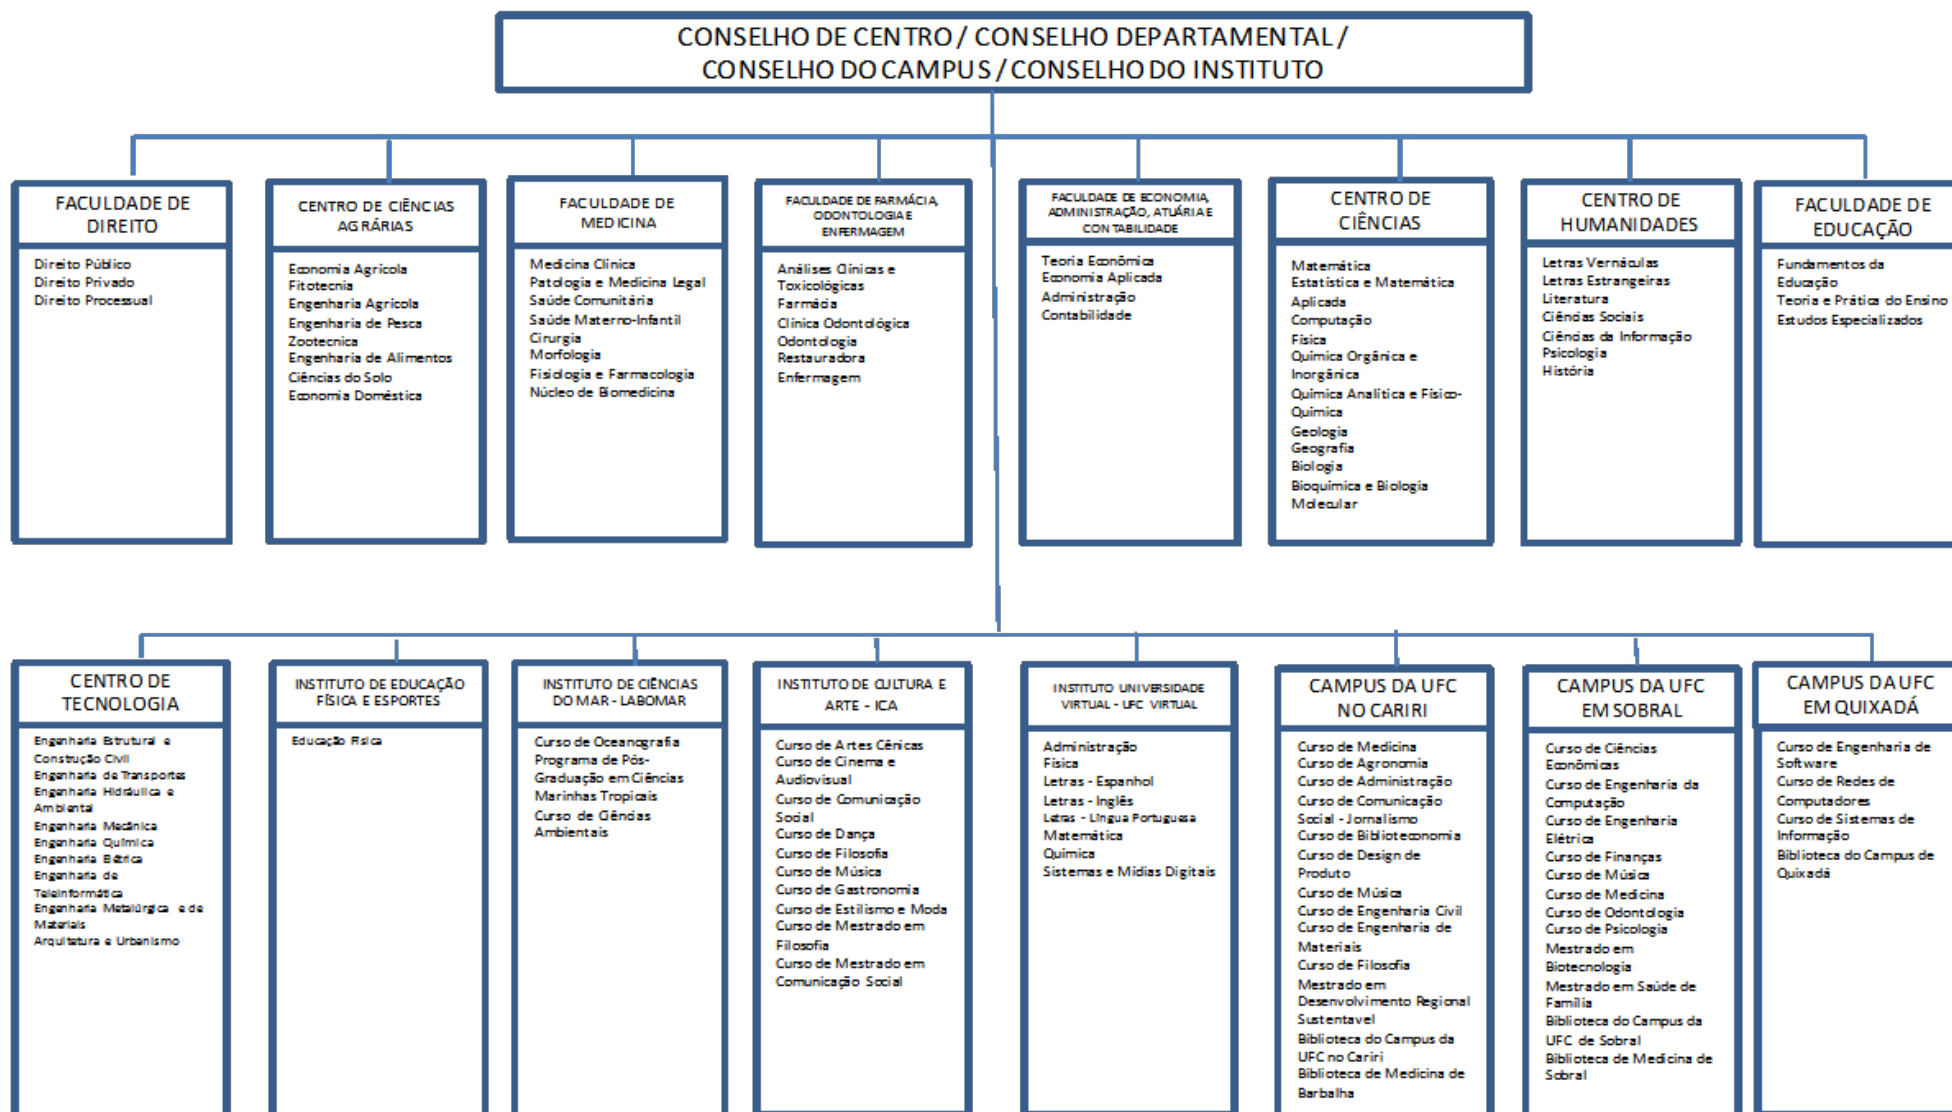 CONSELHO DE CENTRO / CONSELHO DEPARTAMENTAL /
CONSELHO DO CAMPUS / CONSELHO DO INSTITUTO
FACULDADE DE
DIREITO
Direito Público
Direito Privado
Direito Processual
CENTRO DE CIÊNCIAS
AGRÁRIAS
Economia Agrícola
Fitotecnia
Engenharia Agrícola
Engenharia de Pesca
Zootecnica
Engenharia de Alimentos
Ciências do Solo
Economia Doméstica
FACULDADE DE
MEDICINA
Medicina Clínica
Patologia e Medicina Legal
Saúde Comunitária
Saúde Materno-Infantil
Cirurgia
Morfologia
Fisiologia e Farmacologia
Núcleo de Biomedicina
FACULDADE DE FARMÁCIA,
ODONTOLOGIA E
ENFERMAGEM
Análises Clínicas e
Toxicológicas
Farmácia
Clínica Odontológica
Odontologia
Restauradora
Enfermagem
FACULDADE DE ECONOMIA,
ADMINISTRAÇÃO, ATUÁRIA E
CONTABILIDADE
Teoria Econômica
Economia Aplicada
Administração
Contabilidade
CENTRO DE
CIÊNCIAS
Matemática
Estatística e Matemática
Aplicada
Computação
Física
Química Orgânica e
Inorgânica
Química Analítica e Físico-
Química
Geologia
Geografia
Biologia
Bioquímica e Biologia
Molecular
CENTRO DE
HUMANIDADES
Letras Vernáculas
Letras Estrangeiras
Literatura
Ciências Sociais
Ciências da Informação
Psicologia
História
FACULDADE DE
EDUCAÇÃO
Fundamentos da
Educação
Teoria e Prática do Ensino
Estudos Especializados
CENTRO DE
TECNOLOGIA
Engenharia Estrutural e
Construção Civil
Engenharia de Transportes
Engenharia Hidráulica e
Ambiental
Engenharia Mecânica
Engenharia Química
Engenharia Elétrica
Engenharia de
Teleinformática
Engenharia Metalúrgica e de
Materiais
Arquitetura e Urbanismo
INSTITUTO DE EDUCAÇÃO
FÍSICA E ESPORTES
Educação Física
INSTITUTO DE CIÊNCIAS
DO MAR - LABOMAR
Curso de Oceanografia
Programa de Pós-
Graduação em Ciências
Marinhas Tropicais
Curso de Ciências
Ambientais
INSTITUTO DE CULTURA E
ARTE - ICA
Curso de Artes Cênicas
Curso de Cinema e
Audiovisual
Curso de Comunicação
Social
Curso de Dança
Curso de Filosofia
Curso de Música
Curso de Gastronomia
Curso de Estilismo e Moda
Curso de Mestrado em
Filosofia
Curso de Mestrado em
Comunicação Social
INSTITUTO UNIVERSIDADE
VIRTUAL - UFC VIRTUAL
Administração
Física
Letras - Espanhol
Letras - Inglês
Letras - Língua Portuguesa
Matemática
Química
Sistemas e Mídias Digitais
CAMPUS DA UFC
NO CARIRI
Curso de Medicina
Curso de Agronomia
Curso de Administração
Curso de Comunicação
Social - Jornalismo
Curso de Biblioteconomia
Curso de Design de
Produto
Curso de Música
Curso de Engenharia Civil
Curso de Engenharia de
Materiais
Curso de Filosofia
Mestrado em
Desenvolvimento Regional
Sustentavel
Biblioteca do Campus da
UFC no Cariri
Biblioteca de Medicina de
Barbalha
CAMPUS DA UFC
EM SOBRAL
Curso de Ciências
Econômicas
Curso de Engenharia da
Computação
Curso de Engenharia
Elétrica
Curso de Finanças
Curso de Música
Curso de Medicina
Curso de Odontologia
Curso de Psicologia
Mestrado em
Biotecnologia
Mestrado em Saúde de
Família
Biblioteca do Campus da
UFC de Sobral
Biblioteca de Medicina de
Sobral
CAMPUS DA UFC
EM QUIXADÁ
Curso de Engenharia de
Software
Curso de Redes de
Computadores
Curso de Sistemas de
Informação
Biblioteca do Campus de
Quixadá